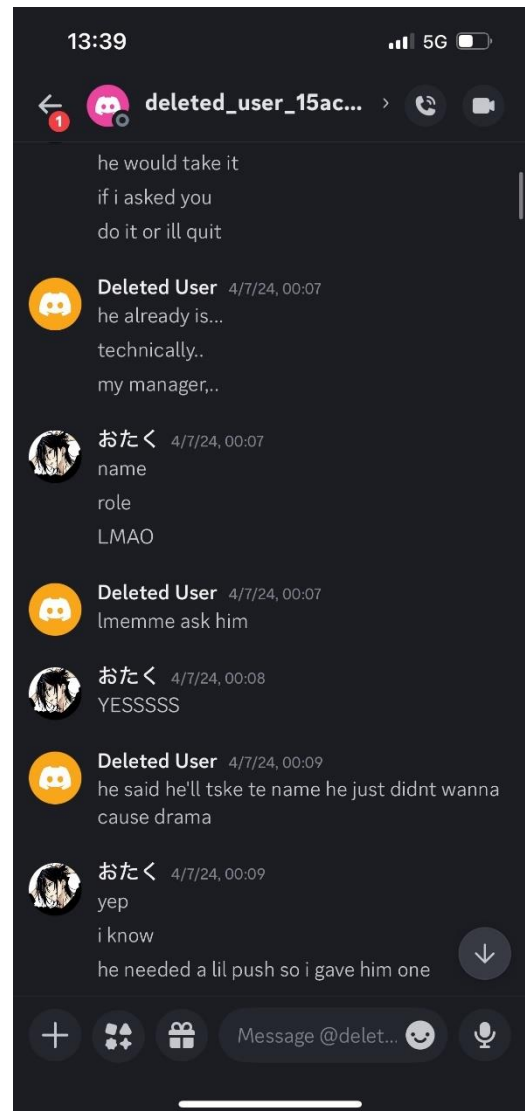 13:39
5G
1
deleted_user_15ac...
he would take it
if i asked you
do it or ill quit
Deleted User 4/7/24, 00:07
he already is...
technically..
my manager,..
おたく 4/7/24, 00:07
name
role
LMAO
Deleted User 4/7/24, 00:07
lmemme ask him
おたく 4/7/24, 00:08
YESSSSS
Deleted User 4/7/24, 00:09
he said he'll tske te name he just didnt wanna
cause drama
おたく 4/7/24, 00:09
yep
i know
he needed a lil push so i gave him one
Message @delet...